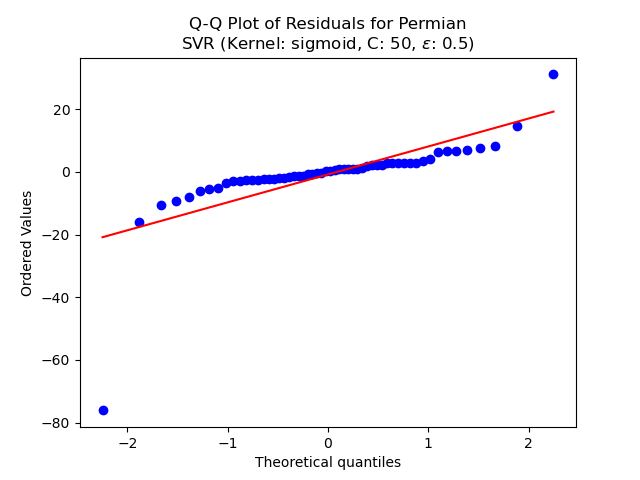 Q-Q Plot of Residuals for Permian
SVR (Kernel: sigmoid, C: 50, ε: 0.5)
20
0
−20
−40
−60
−80
Ordered Values
−2
−1
0
1
2
Theoretical quantiles